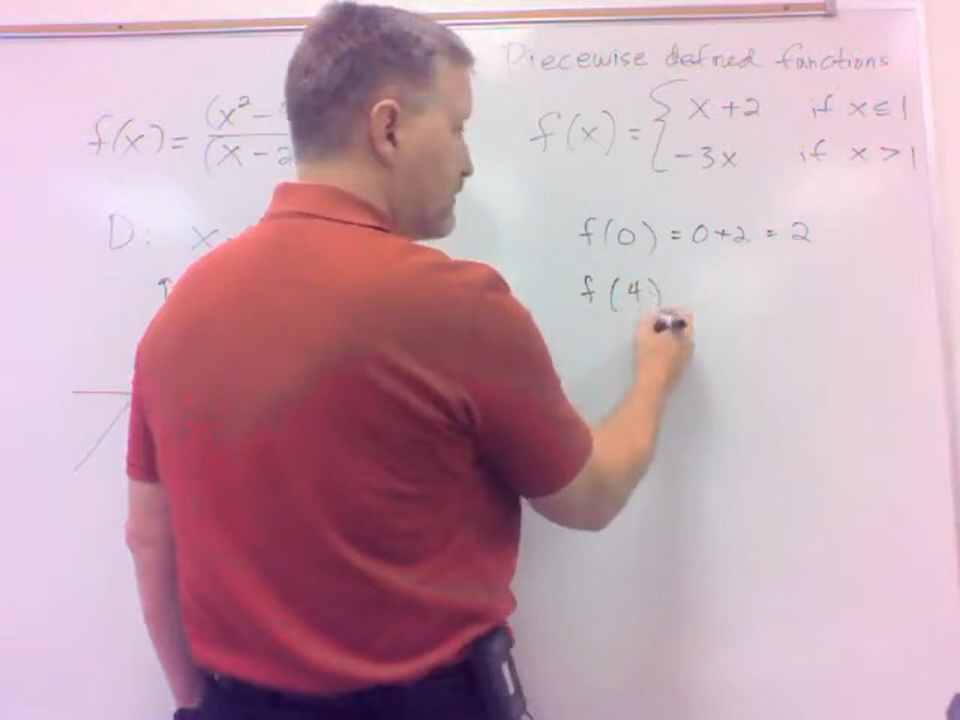 f(x) = (x² -
(x - 2
D: x
Piecewise defined functions
f(x) = { x + 2 if x ≤ 1
-3x if x > 1
f(0) = 0+2 = 2
f(4)